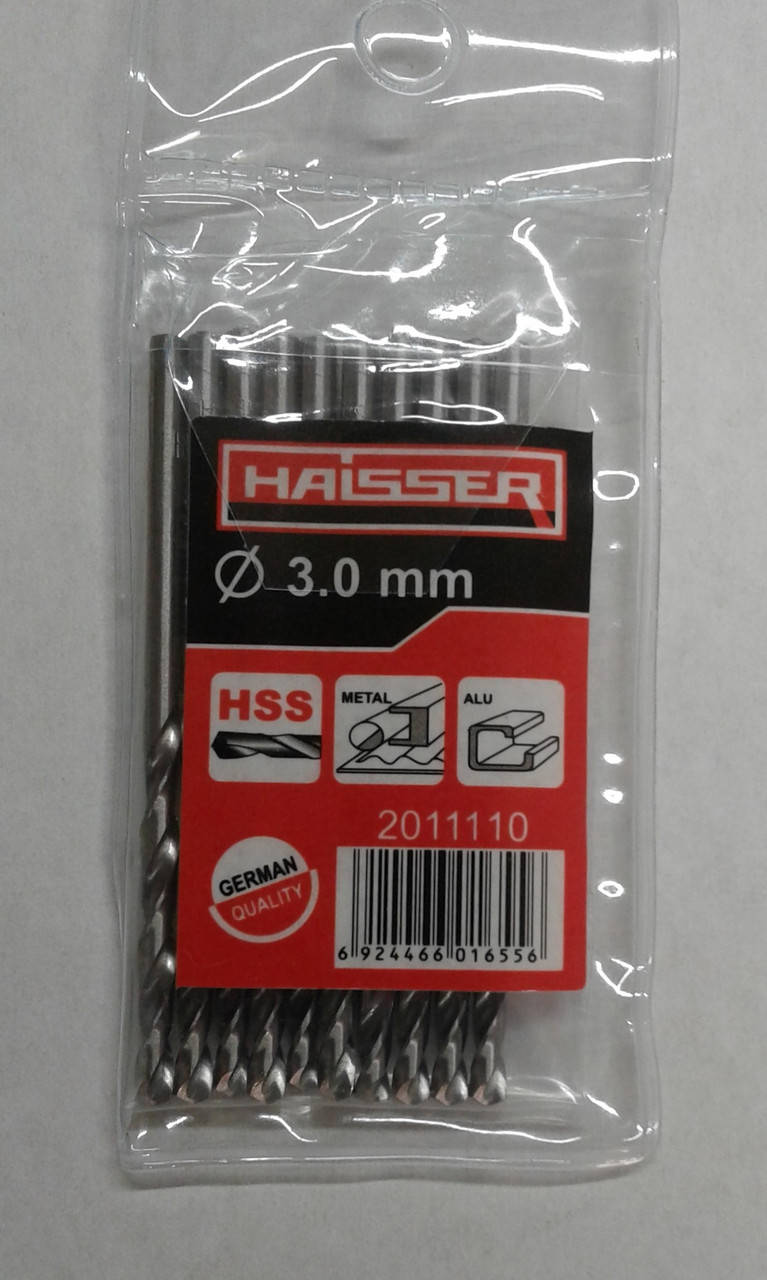 HAiSSER
Ø 3.0 mm
HSS
METAL
ALU
2011110
GERMAN
QUALITY
6 924466 016556